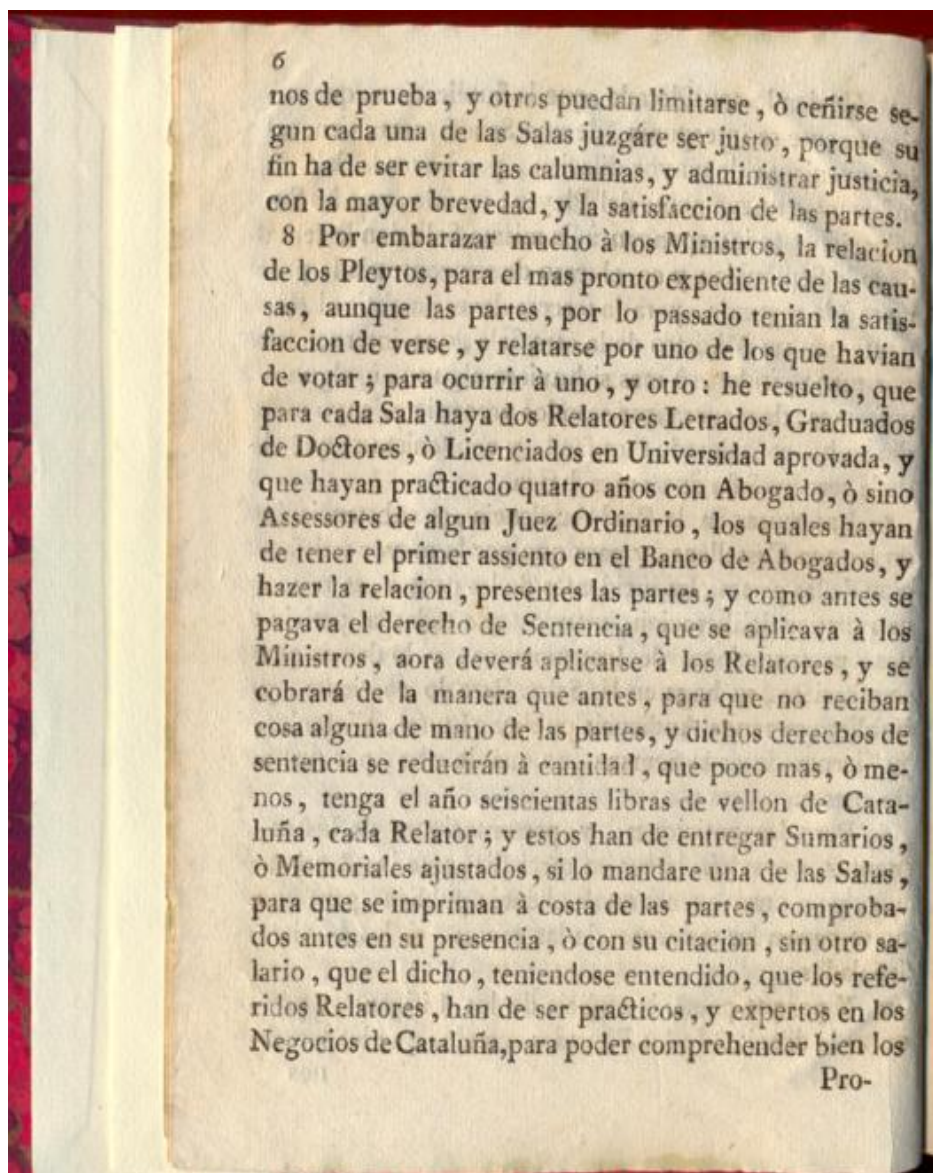 6
nos de prueba, y otros puedan limitarse, ò ceñirse se-
gun cada una de las Salas juzgáre ser justo, porque su
fin ha de ser evitar las calumnias, y administrar justicia,
con la mayor brevedad, y la satisfaccion de las partes.
8 Por embarazar mucho à los Ministros, la relacion
de los Pleytos, para el mas pronto expediente de las cau-
sas, aunque las partes, por lo passado tenian la satis-
faccion de verse, y relatarse por uno de los que havian
de votar; para ocurrir à uno, y otro: he resuelto, que
para cada Sala haya dos Relatores Letrados, Graduados
de Doctores, ò Licenciados en Universidad aprovada, y
que hayan practicado quatro años con Abogado, ò sino
Assessores de algun Juez Ordinario, los quales hayan
de tener el primer assiento en el Banco de Abogados, y
hazer la relacion, presentes las partes; y como antes se
pagava el derecho de Sentencia, que se aplicava à los
Ministros, aora deverá aplicarse à los Relatores, y se
cobrará de la manera que antes, para que no reciban
cosa alguna de mano de las partes, y dichos derechos de
sentencia se reducirán à cantidad, que poco mas, ò me-
nos, tenga el año seiscientas libras de vellon de Cata-
luña, cada Relator; y estos han de entregar Sumarios,
ò Memoriales ajustados, si lo mandare una de las Salas,
para que se impriman à costa de las partes, comproba-
dos antes en su presencia, ò con su citacion, sin otro sa-
lario, que el dicho, teniendose entendido, que los refe-
ridos Relatores, han de ser practicos, y expertos en los
Negocios de Cataluña,para poder comprehender bien los
Pro-